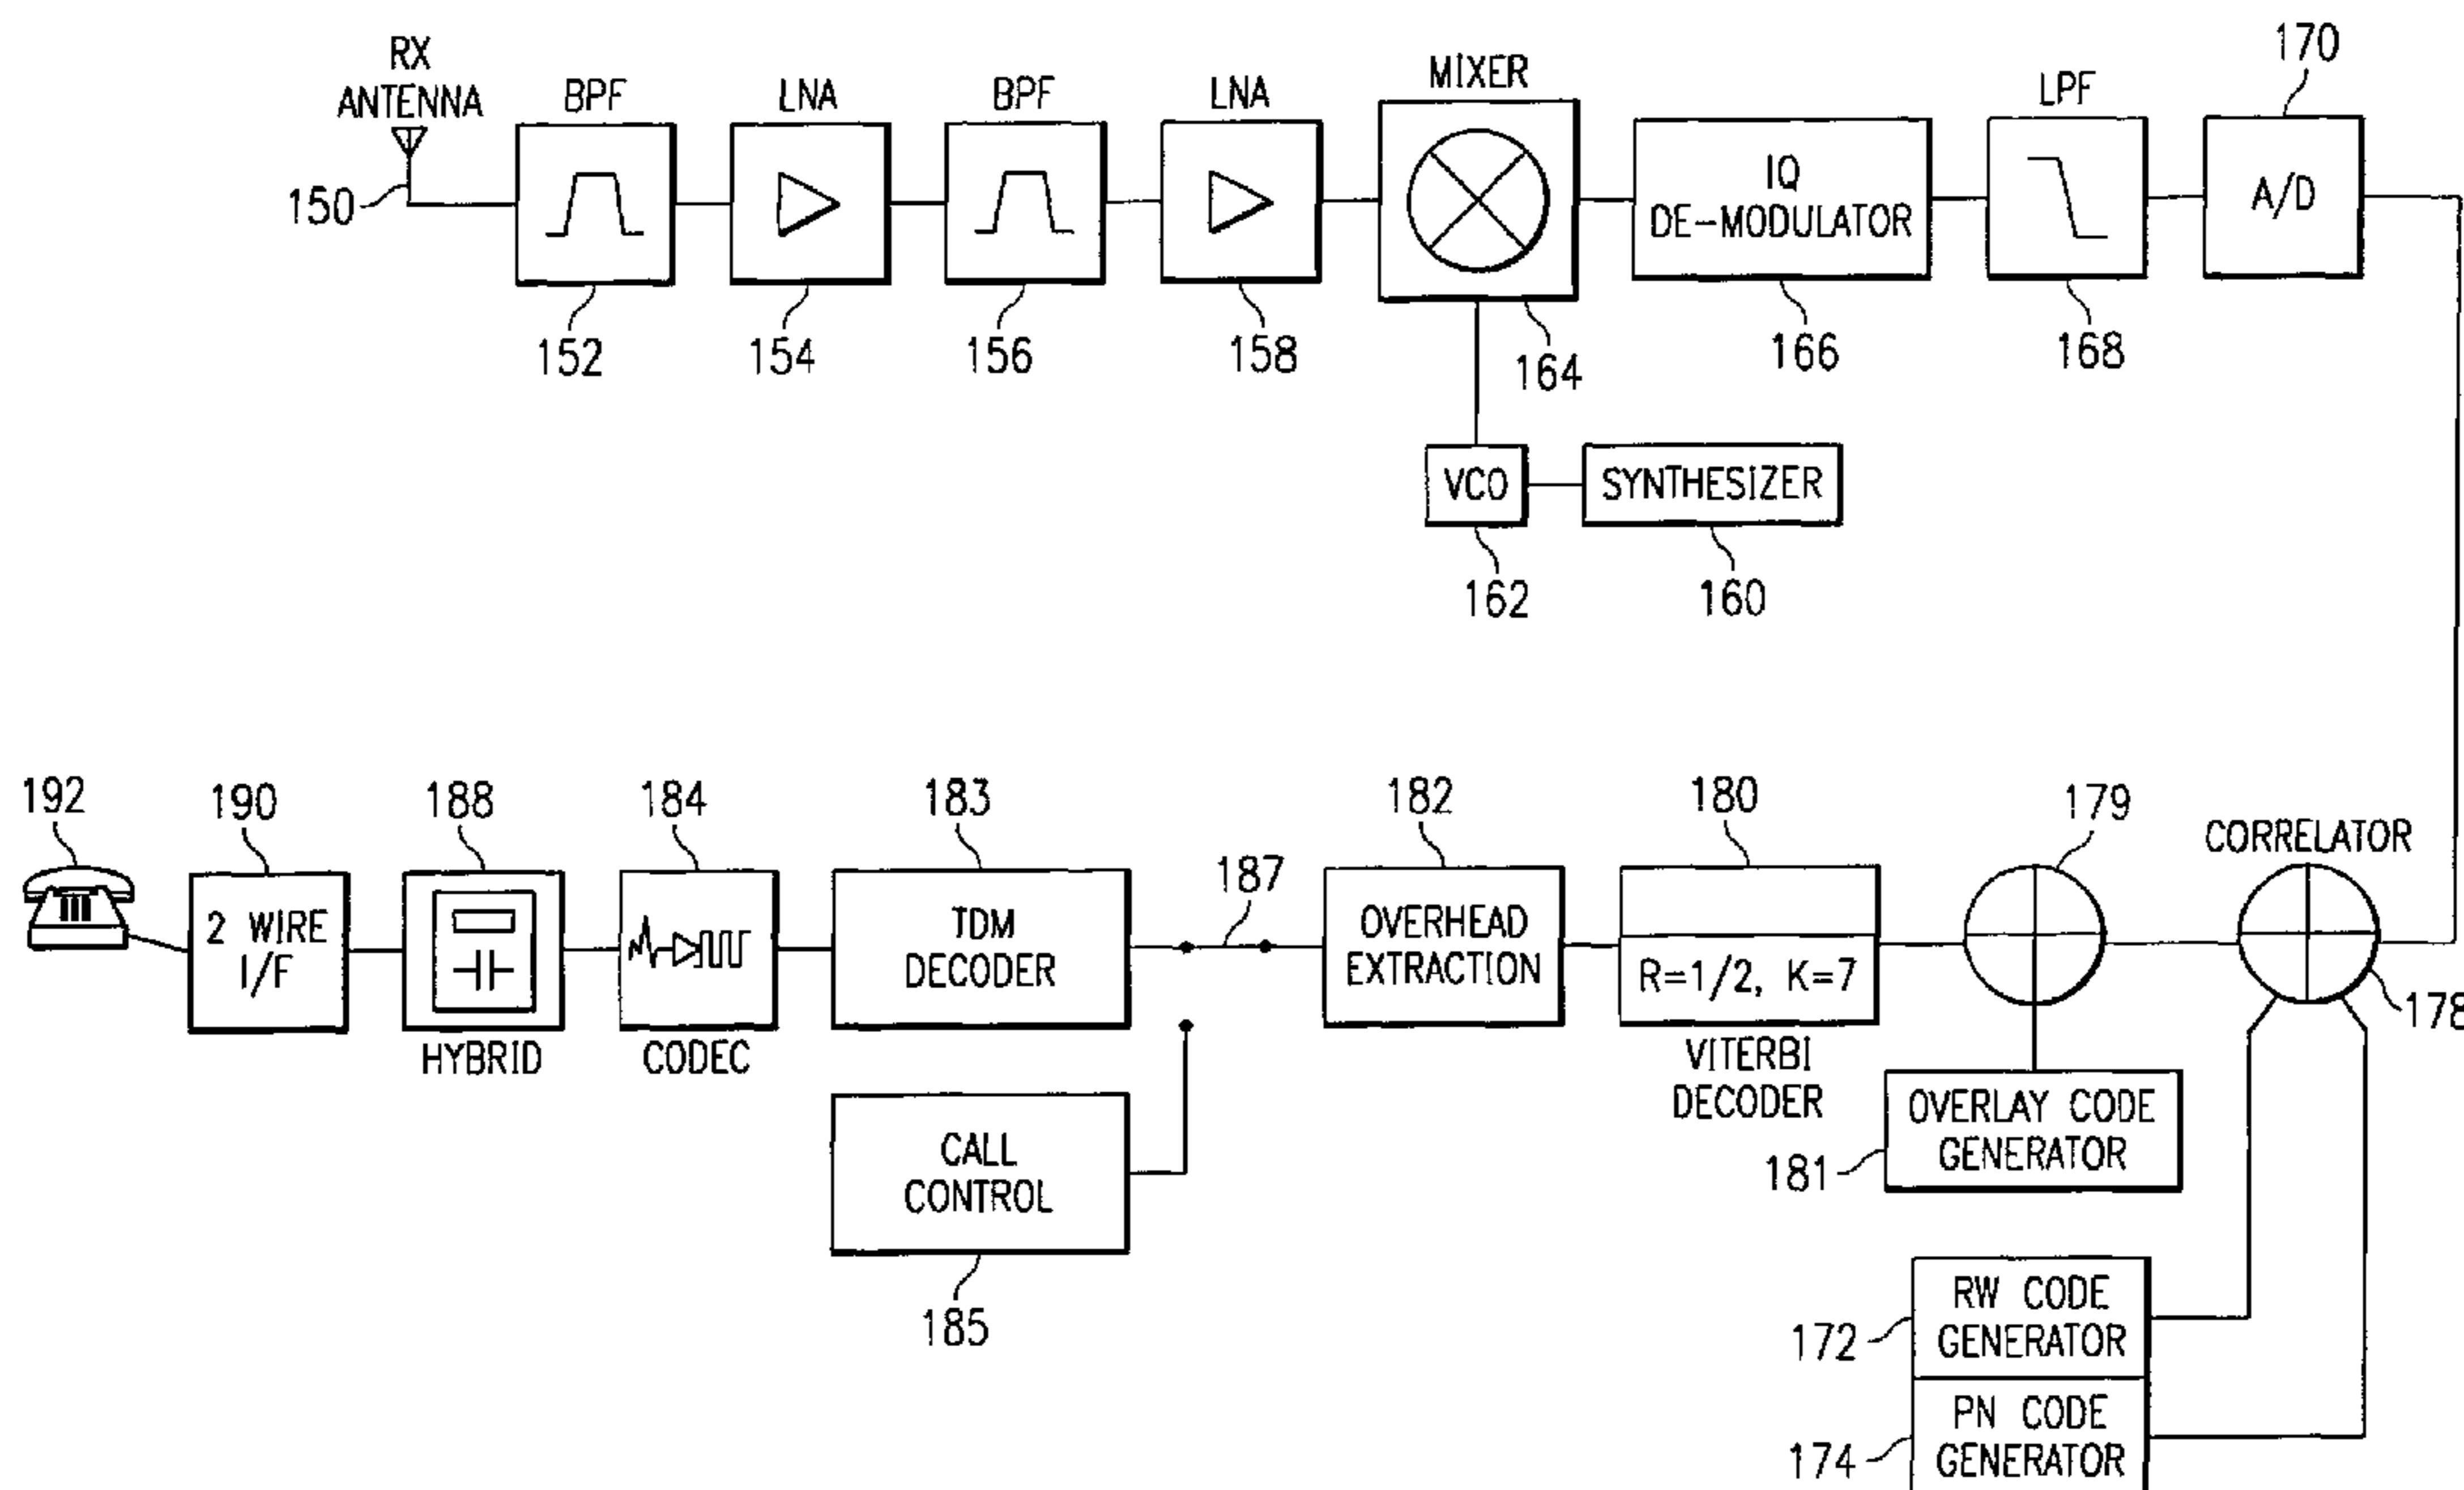 RX
ANTENNA
BPF
LNA
BPF
LNA
MIXER
LPF
170
150
IQ
DE-MODULATOR
A/D
152
154
156
158
164
166
168
VCO
SYNTHESIZER
162
160
192
190
188
184
183
187
182
180
179
CORRELATOR
2 WIRE
I/F
TDM
DECODER
OVERHEAD
EXTRACTION
R=1/2, K=7
178
HYBRID
CODEC
VITERBI
DECODER
OVERLAY CODE
GENERATOR
181
CALL
CONTROL
185
RW CODE
GENERATOR
172
PN CODE
GENERATOR
174